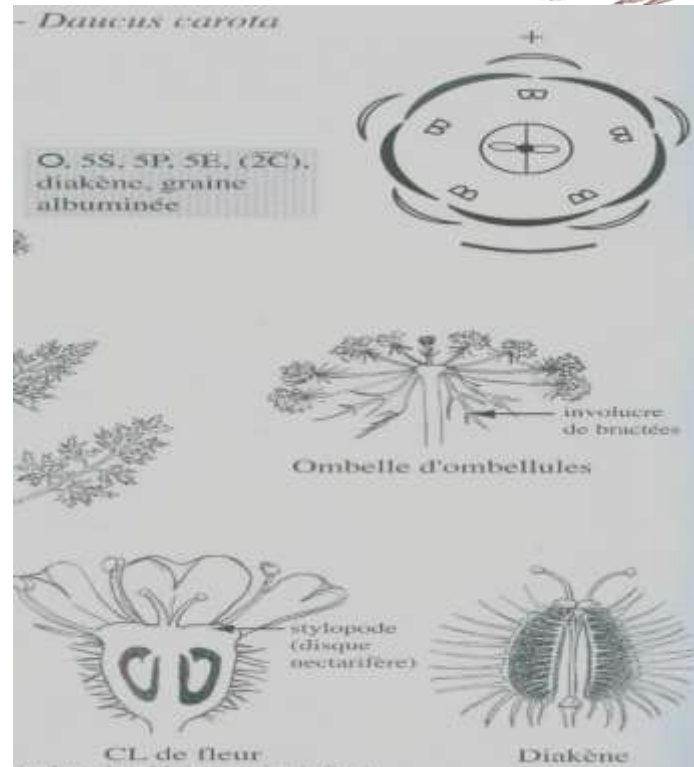 - Daucus carota
+
O, 5S, 5P, 5E, (2C),
diakène, graine
albuminée
involucre
de bractées
Ombelle d'ombellules
stylopode
(disque
nectarifère)
CL de fleur
Diakène